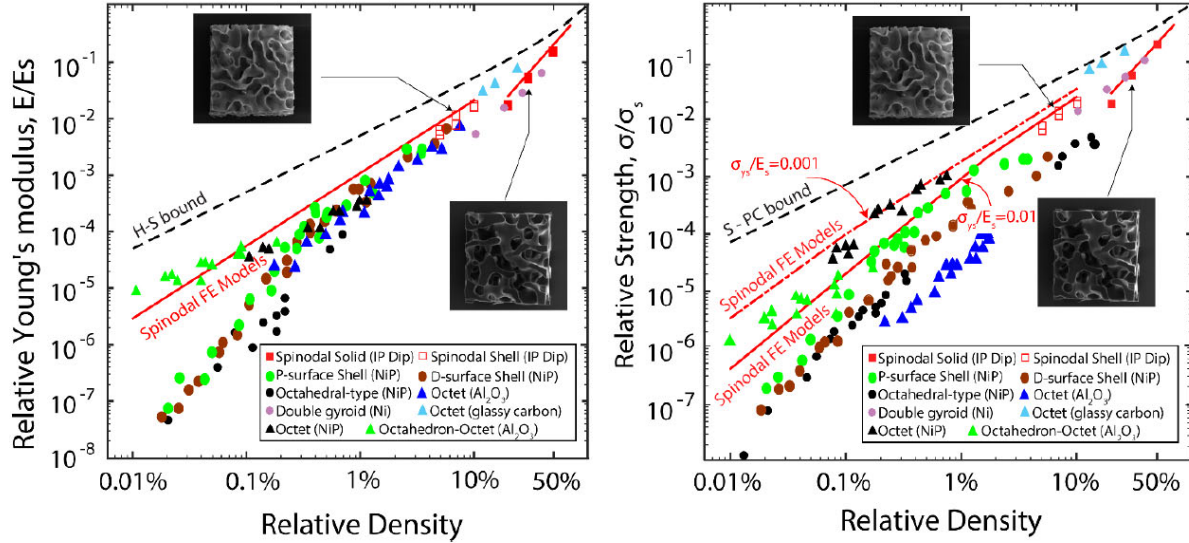 Relative Young's modulus, E/Es
10⁻¹
10⁻²
10⁻³
10⁻⁴
10⁻⁵
10⁻⁶
10⁻⁷
10⁻⁸
H-S bound
Spinodal FE Models
Spinodal Solid (IP Dip)
Spinodal Shell (IP Dip)
P-surface Shell (NiP)
D-surface Shell (NiP)
Octahedral-type (NiP)
Octet (Al₂O₃)
Double gyroid (Ni)
Octet (glassy carbon)
Octet (NiP)
Octahedron-Octet (Al₂O₃)
0.01%
0.1%
1%
10%
50%
Relative Density
Relative Strength, σ/σₛ
10⁻¹
10⁻²
10⁻³
10⁻⁴
10⁻⁵
10⁻⁶
10⁻⁷
σys/Es=0.001
S - PC bound
σys/Es=0.01
Spinodal FE Models
Spinodal FE Models
Spinodal Solid (IP Dip)
Spinodal Shell (IP Dip)
P-surface Shell (NiP)
D-surface Shell (NiP)
Octahedral-type (NiP)
Octet (Al₂O₃)
Double gyroid (Ni)
Octet (glassy carbon)
Octet (NiP)
Octahedron-Octet (Al₂O₃)
0.01%
0.1%
1%
10%
50%
Relative Density